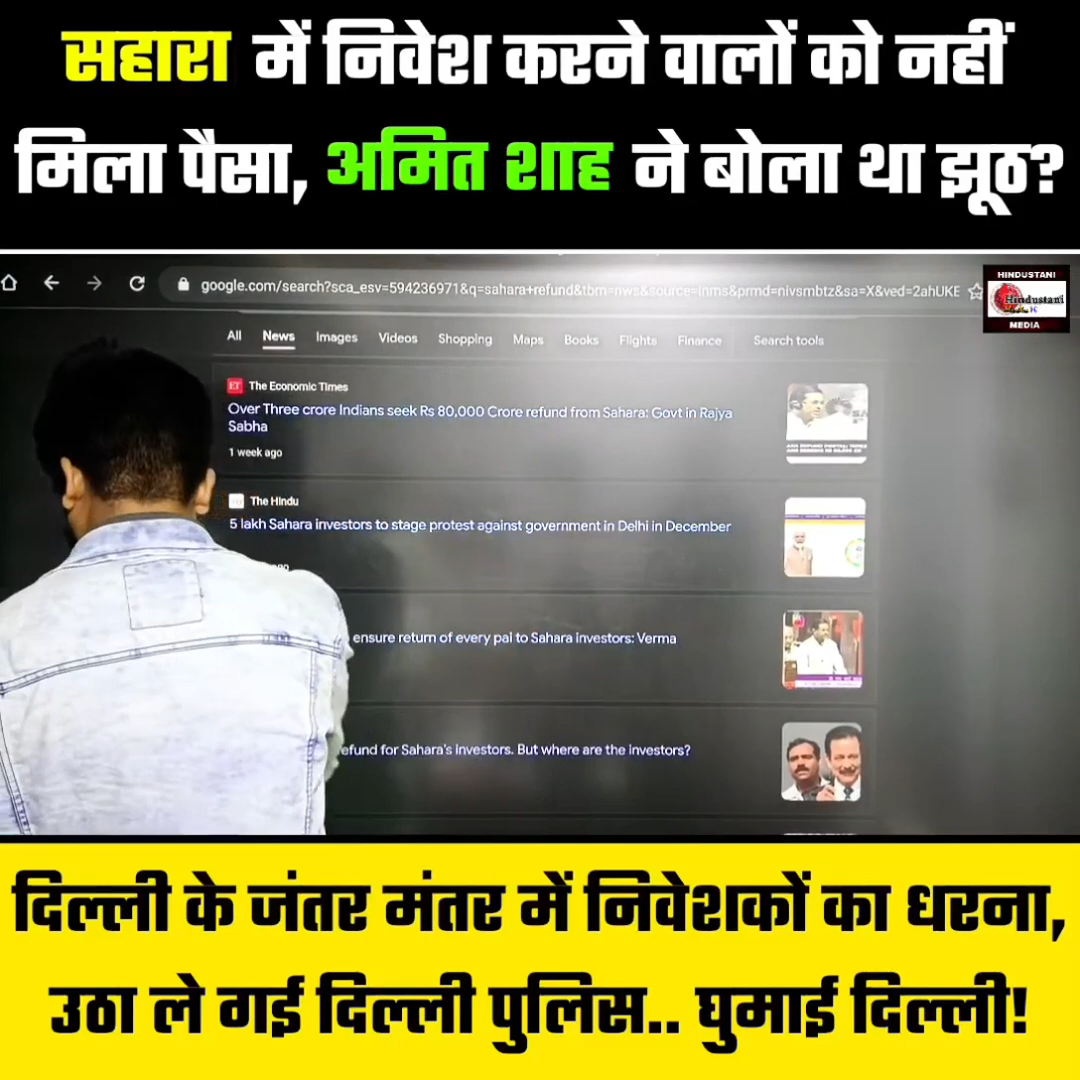 सहारा में निवेश करने वालों को नहीं
मिला पैसा, अमित शाह ने बोला था झूठ?
google.com/search?sca_esv=594236971&q=sahara+refund&tbm=nws&source=lnms&prmd=nivsmbtz&sa=X&ved=2ahUKE
HINDUSTANI
Hindustani
MEDIA
All News Images Videos Shopping Maps Books Flights Finance Search tools
ET The Economic Times
Over Three crore Indians seek Rs 80,000 Crore refund from Sahara: Govt in Rajya
Sabha
1 week ago
The Hindu
5 lakh Sahara investors to stage protest against government in Delhi in December
ensure return of every pai to Sahara investors: Verma
efund for Sahara's investors. But where are the investors?
दिल्ली के जंतर मंतर में निवेशकों का धरना,
उठा ले गई दिल्ली पुलिस.. घुमाई दिल्ली!